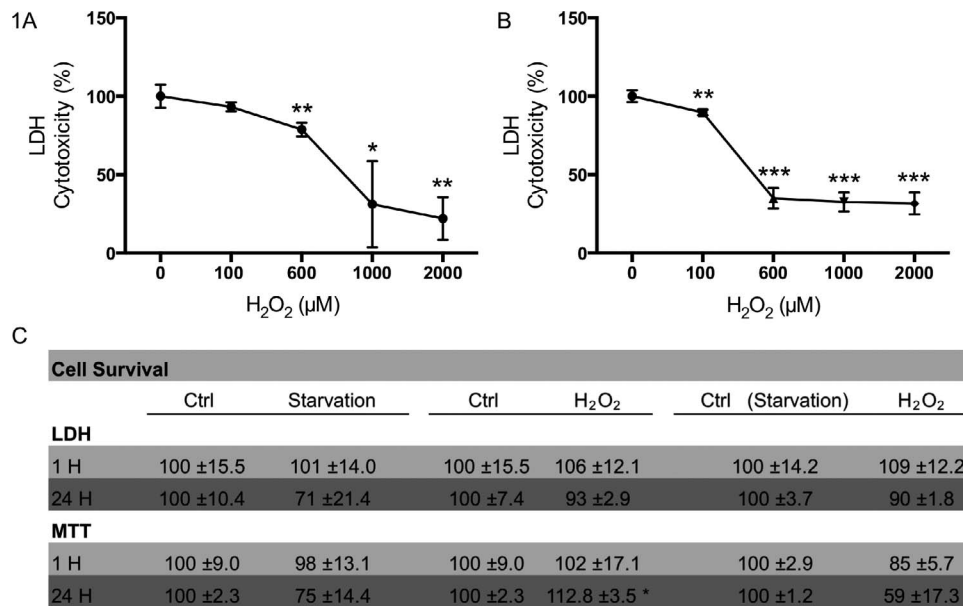 1A
150
100
50
0
LDH
Cytotoxicity (%)
**
*
**
0 100 600 1000 2000
H₂O₂ (µM)
B
150
100
50
0
LDH
Cytotoxicity (%)
**
***
***
***
0 100 600 1000 2000
H₂O₂ (µM)
C
Cell Survival
Ctrl Starvation Ctrl H₂O₂ Ctrl (Starvation) H₂O₂
LDH
1 H 100 ±15.5 101 ±14.0 100 ±15.5 106 ±12.1 100 ±14.2 109 ±12.2
24 H 100 ±10.4 71 ±21.4 100 ±7.4 93 ±2.9 100 ±3.7 90 ±1.8
MTT
1 H 100 ±9.0 98 ±13.1 100 ±9.0 102 ±17.1 100 ±2.9 85 ±5.7
24 H 100 ±2.3 75 ±14.4 100 ±2.3 112.8 ±3.5 * 100 ±1.2 59 ±17.3